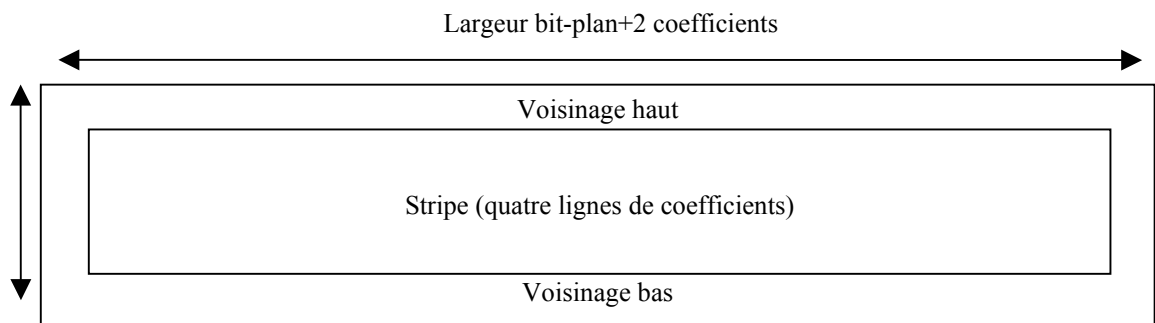 Largeur bit-plan+2 coefficients
Voisinage haut
Stripe (quatre lignes de coefficients)
Voisinage bas